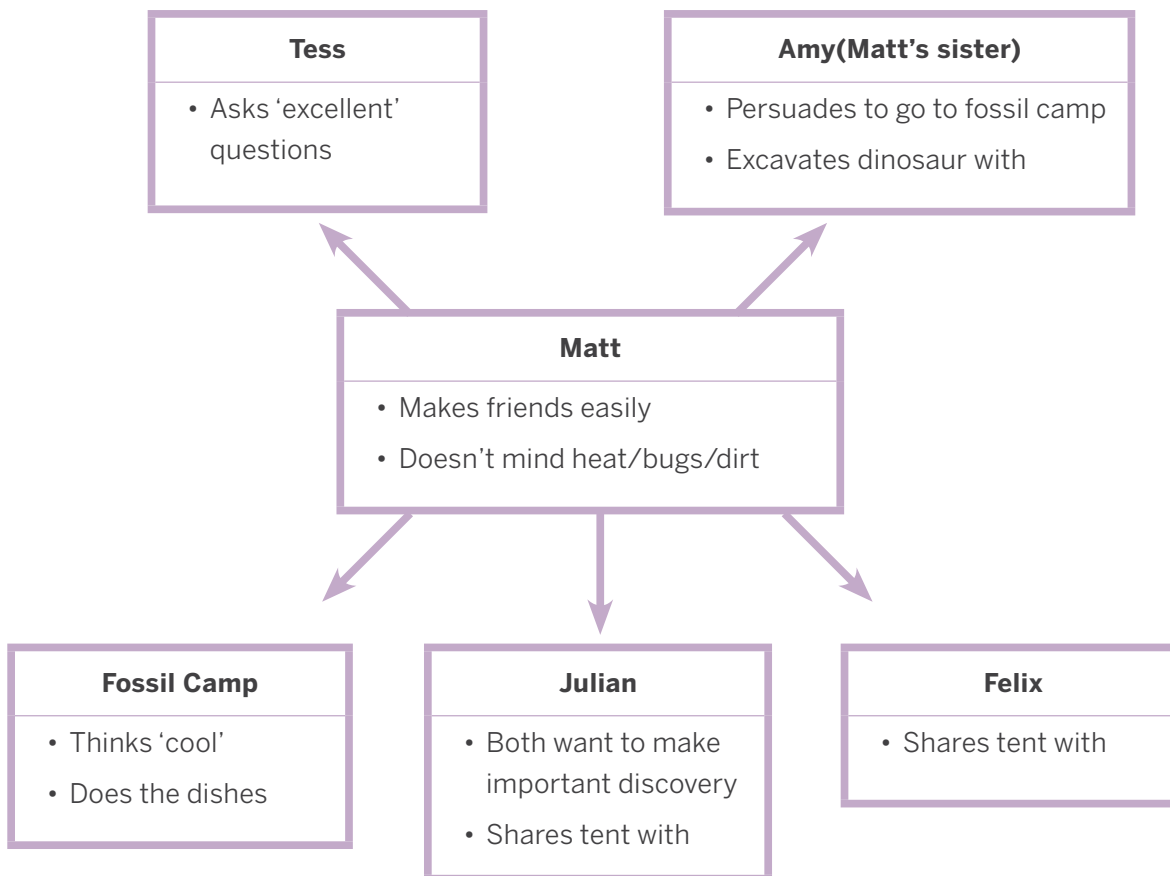 Tess
• Asks ‘excellent’
questions
Amy(Matt’s sister)
• Persuades to go to fossil camp
• Excavates dinosaur with
Matt
• Makes friends easily
• Doesn’t mind heat/bugs/dirt
Fossil Camp
• Thinks ‘cool’
• Does the dishes
Julian
• Both want to make
important discovery
• Shares tent with
Felix
• Shares tent with